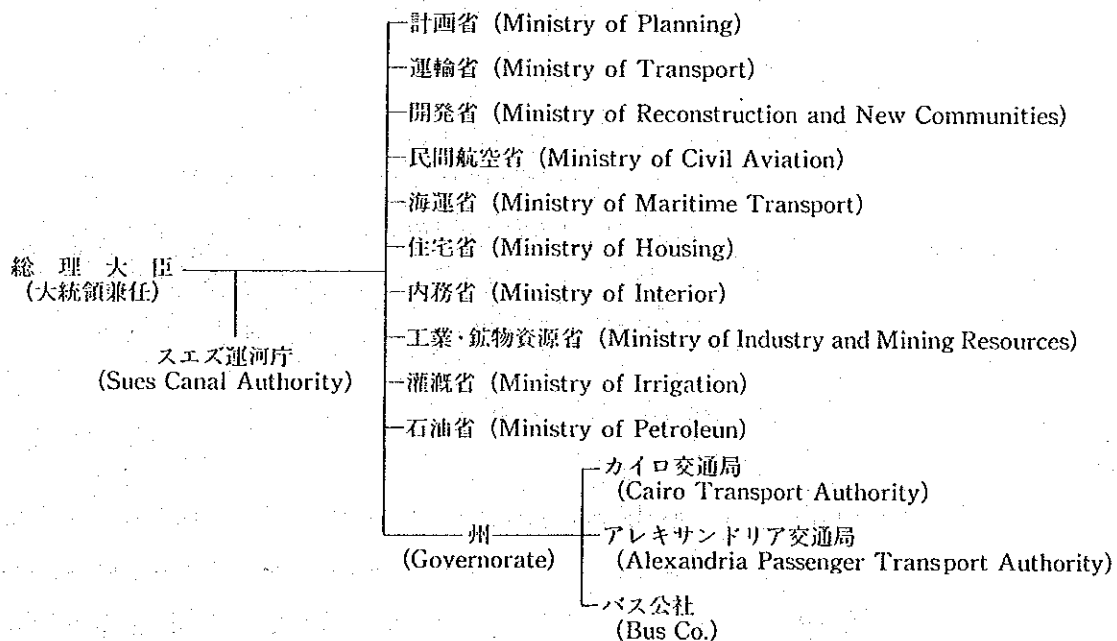 計画省 (Ministry of Planning)
運輸省 (Ministry of Transport)
開発省 (Ministry of Reconstruction and New Communities)
民間航空省 (Ministry of Civil Aviation)
海運省 (Ministry of Maritime Transport)
住宅省 (Ministry of Housing)
総理大臣
(大統領兼任)
内務省 (Ministry of Interior)
工業・鉱物資源省 (Ministry of Industry and Mining Resources)
スエズ運河庁
(Sues Canal Authority)
灌漑省 (Ministry of Irrigation)
石油省 (Ministry of Petroleun)
州
(Governorate)
カイロ交通局
(Cairo Transport Authority)
アレキサンドリア交通局
(Alexandria Passenger Transport Authority)
バス公社
(Bus Co.)